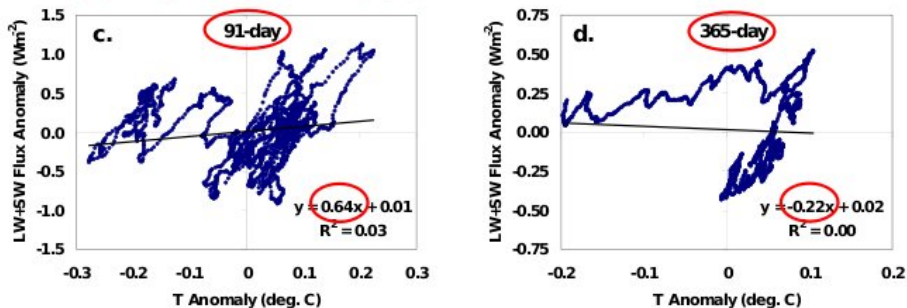 c.
91-day
LW+SW Flux Anomaly (Wm-2)
1.5
1.0
0.5
0.0
-0.5
-1.0
-1.5
y = 0.64x + 0.01
R² = 0.03
-0.3 -0.2 -0.1 0 0.1 0.2 0.3
T Anomaly (deg. C)
d.
365-day
LW+SW Flux Anomaly (Wm-2)
0.75
0.50
0.25
0.00
-0.25
-0.50
-0.75
y = -0.22x + 0.02
R² = 0.00
-0.2 -0.1 0 0.1 0.2
T Anomaly (deg. C)